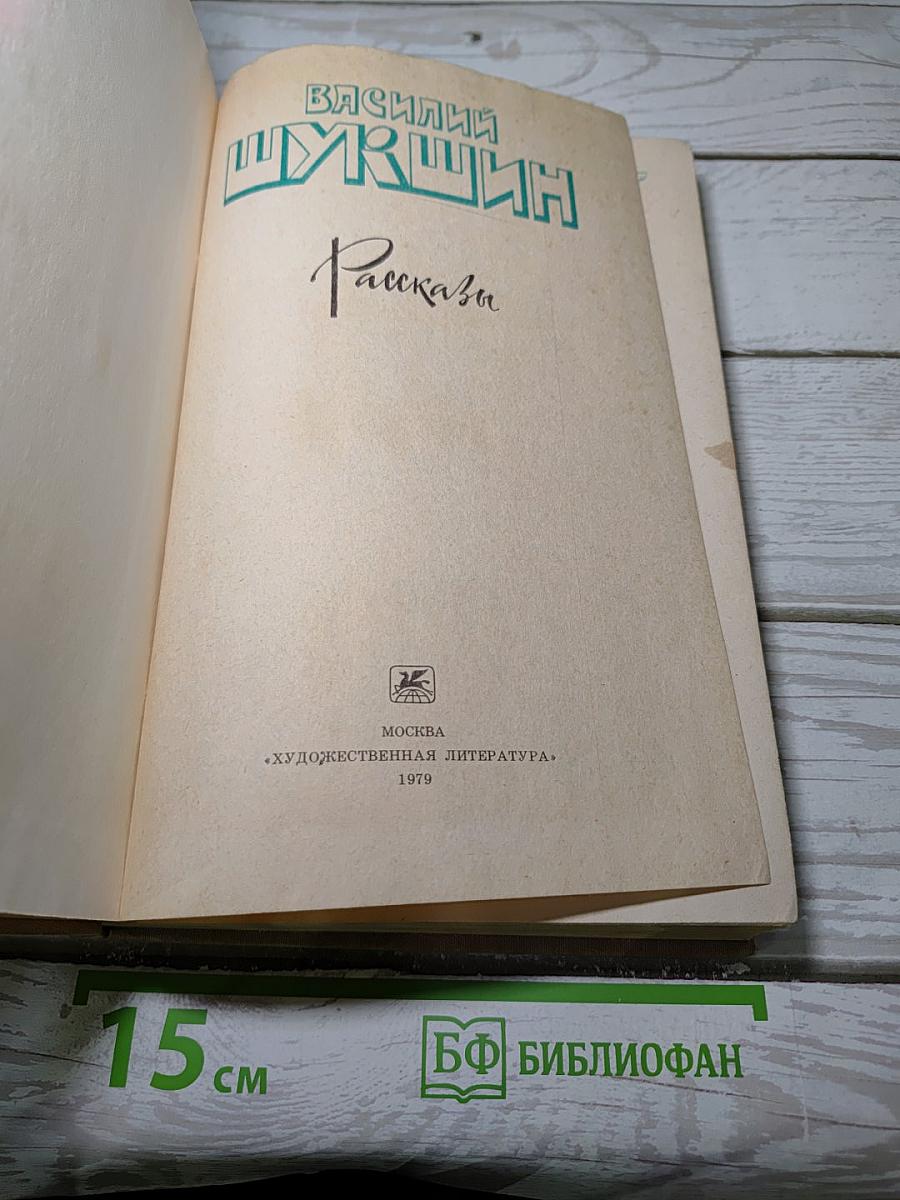 ВАСИЛИЙ
ШУКШИН
Рассказы
МОСКВА
«ХУДОЖЕСТВЕННАЯ ЛИТЕРАТУРА»
1979
15 см
БФ БИБЛИОФАН